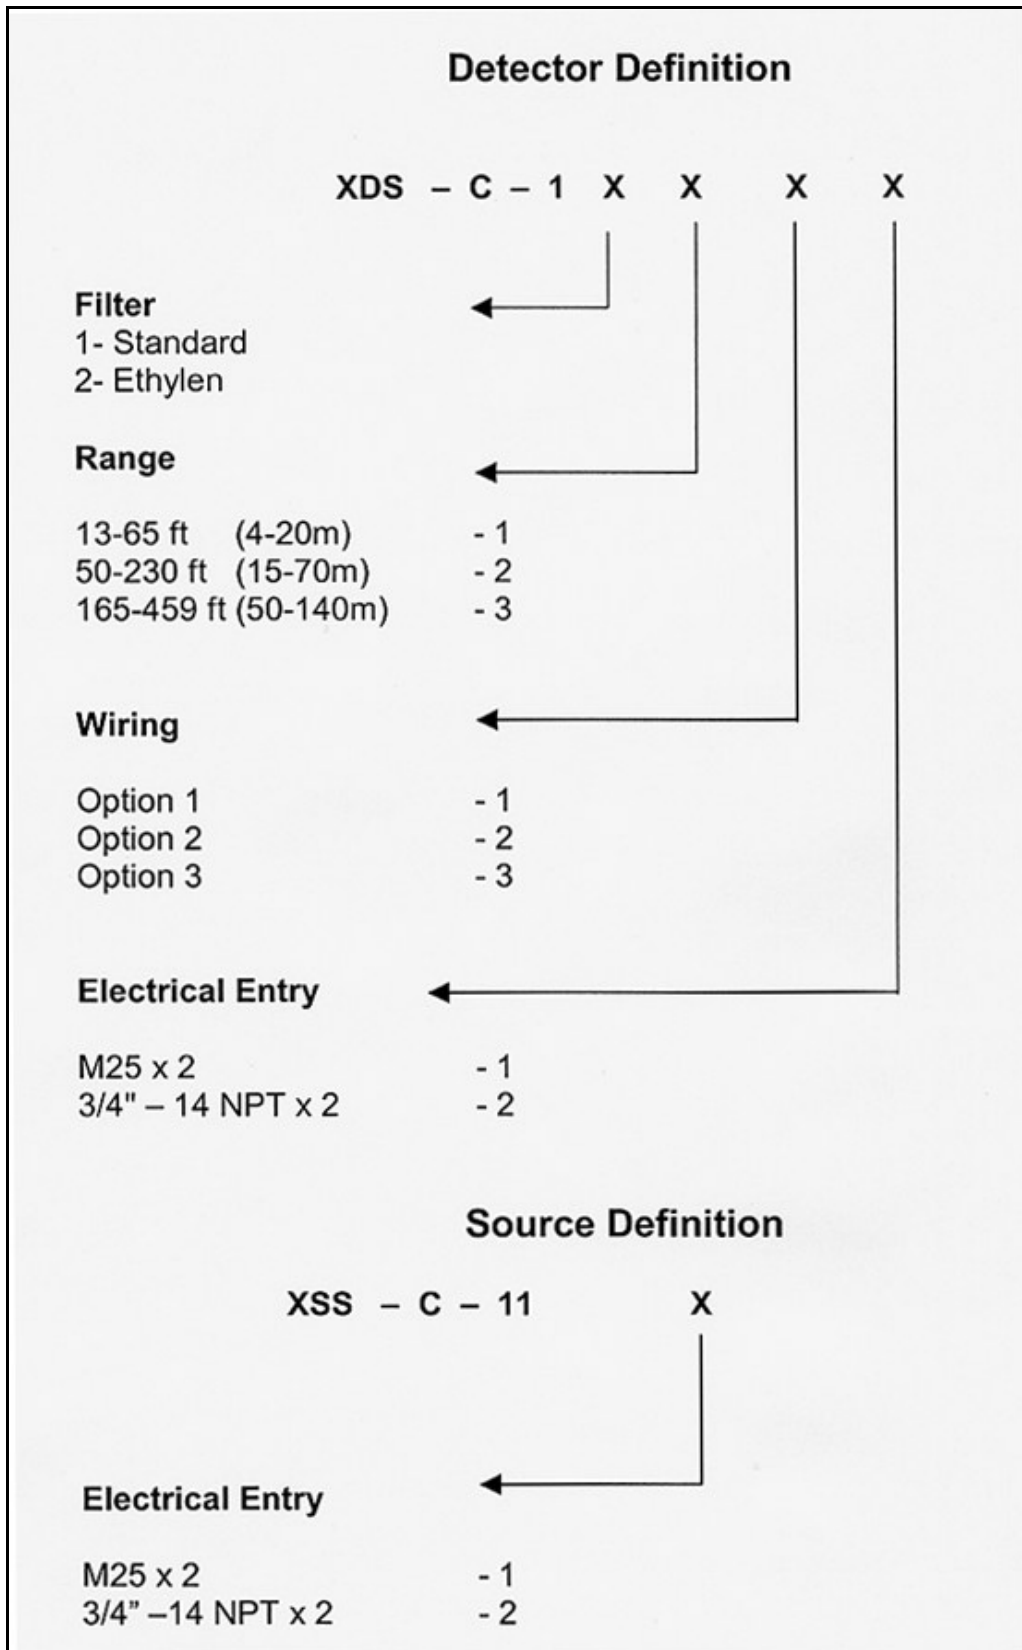 Detector Definition
XDS – C – 1 X X X X
Filter
1- Standard
2- Ethylen
Range
13-65 ft (4-20m) - 1
50-230 ft (15-70m) - 2
165-459 ft (50-140m) - 3
Wiring
Option 1 - 1
Option 2 - 2
Option 3 - 3
Electrical Entry
M25 x 2 - 1
3/4" – 14 NPT x 2 - 2
Source Definition
XSS – C – 11 X
Electrical Entry
M25 x 2 - 1
3/4” –14 NPT x 2 - 2